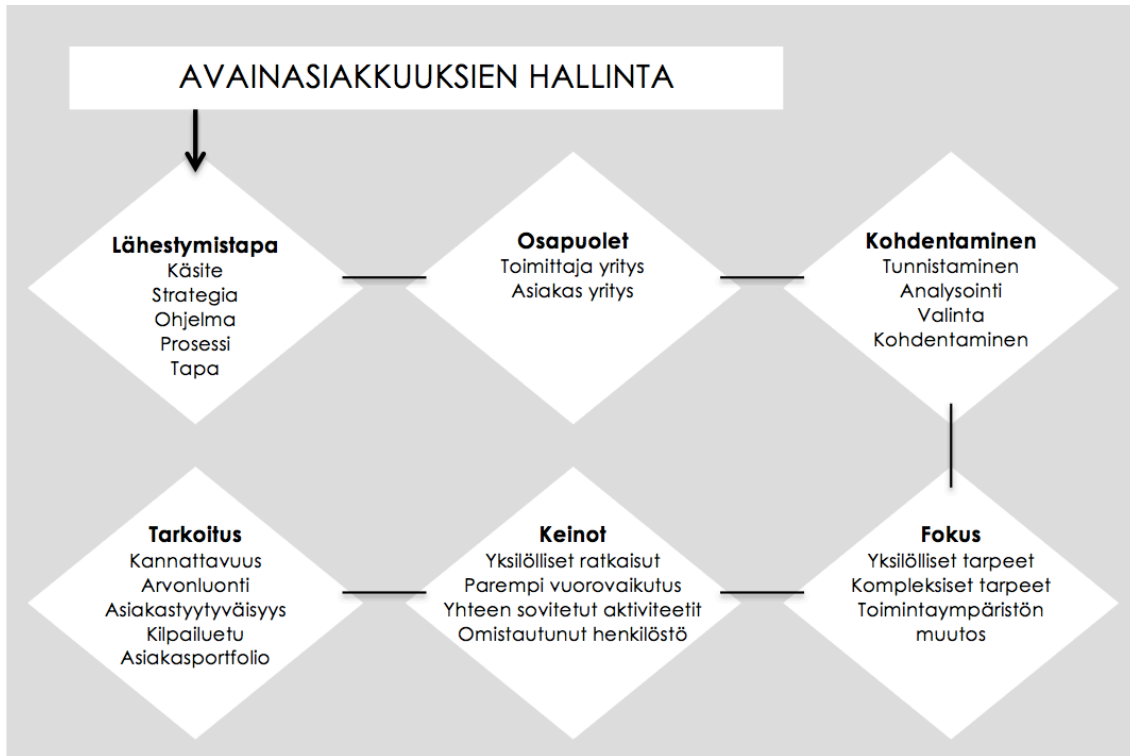 AVAINASIAKKUUKSIEN HALLINTA
Lähestymistapa
Käsite
Strategia
Ohjelma
Prosessi
Tapa
Osapuolet
Toimittaja yritys
Asiakas yritys
Kohdentaminen
Tunnistaminen
Analysointi
Valinta
Kohdentaminen
Tarkoitus
Kannattavuus
Arvonluonti
Asiakastyytyväisyys
Kilpailuetu
Asiakasportfolio
Keinot
Yksilölliset ratkaisut
Parempi vuorovaikutus
Yhteen sovitetut aktiviteetit
Omistautunut henkilöstö
Fokus
Yksilölliset tarpeet
Kompleksiset tarpeet
Toimintaympäristön
muutos